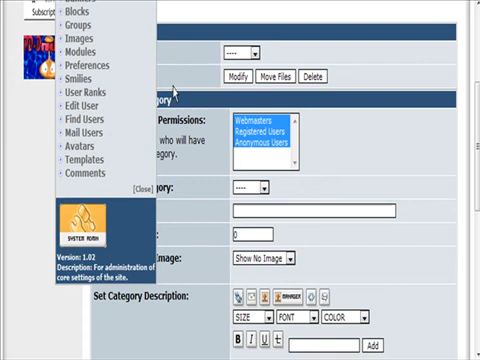 Blocks
Groups
Images
Modules
Preferences
Smilies
User Ranks
Edit User
Find Users
Mail Users
Avatars
Templates
Comments
[Close]
SYSTEM ADMIN
Version: 1.02
Description: For administration of
core settings of the site.
Subscript
----
Modify
Move Files
Delete
gory
Permissions:
who will have
tegory.
Webmasters
Registered Users
Anonymous Users
tegory:
----
:
0
Image:
Show No Image
Set Category Description:
MANAGER
SIZE
FONT
COLOR
B
I
U
Add